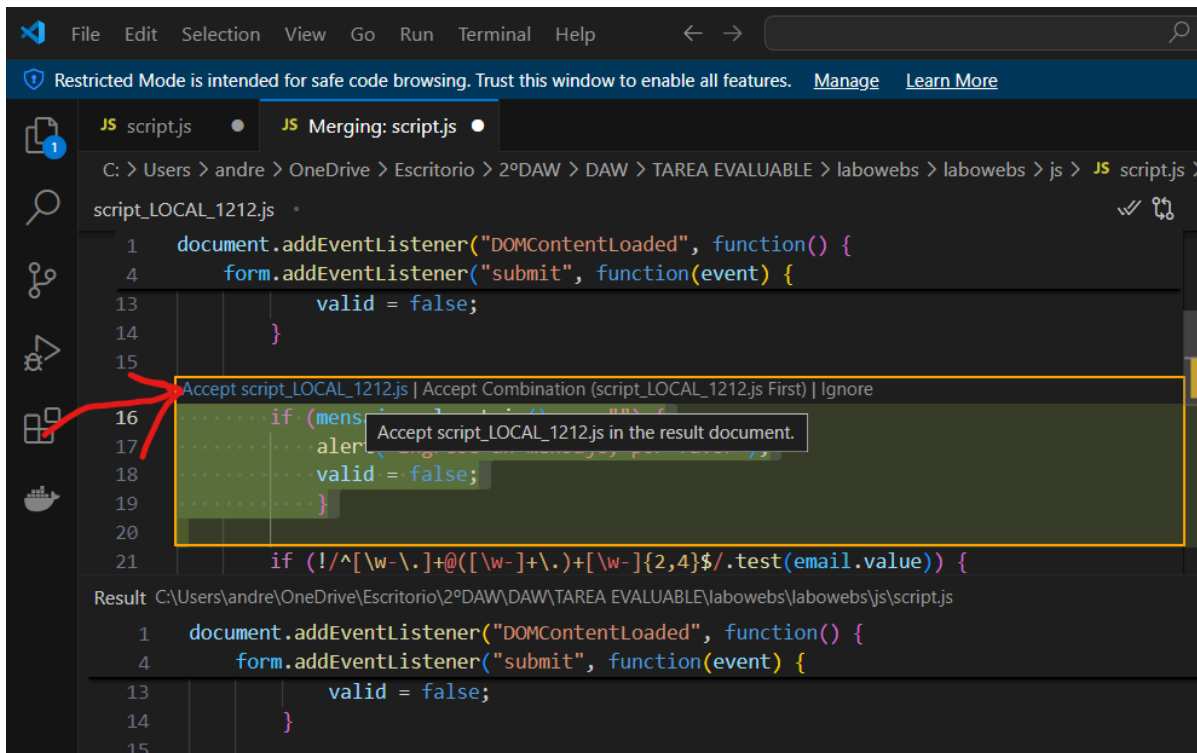 File Edit Selection View Go Run Terminal Help
Restricted Mode is intended for safe code browsing. Trust this window to enable all features. Manage Learn More
JS script.js JS Merging: script.js
1
C: > Users > andre > OneDrive > Escritorio > 2ºDAW > DAW > TAREA EVALUABLE > labowebs > labowebs > js > JS script.js >
script_LOCAL_1212.js
1 document.addEventListener("DOMContentLoaded", function() {
4 form.addEventListener("submit", function(event) {
13 valid = false;
14 }
15
Accept script_LOCAL_1212.js | Accept Combination (script_LOCAL_1212.js First) | Ignore
16 if (mens
Accept script_LOCAL_1212.js in the result document.
17
18 valid = false;
19 }
20
21 if (!/^[\w-\.]+@([\w-]+\.)+[\w-]{2,4}$/.test(email.value)) {
Result C:\Users\andre\OneDrive\Escritorio\2ºDAW\DAW\TAREA EVALUABLE\labowebs\labowebs\js\script.js
1 document.addEventListener("DOMContentLoaded", function() {
4 form.addEventListener("submit", function(event) {
13 valid = false;
14 }
15